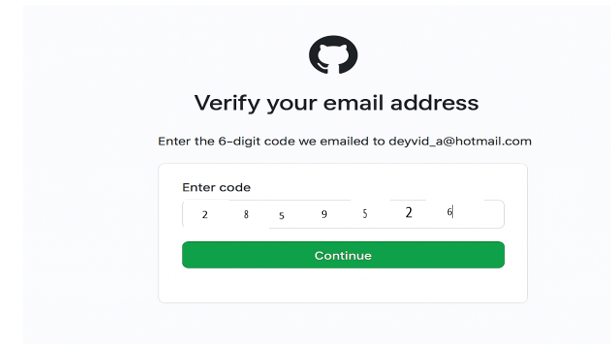 Verify your email address
Enter the 6-digit code we emailed to deyvid_a@hotmail.com
Enter code
2 8 5 9 5 2 6
Continue